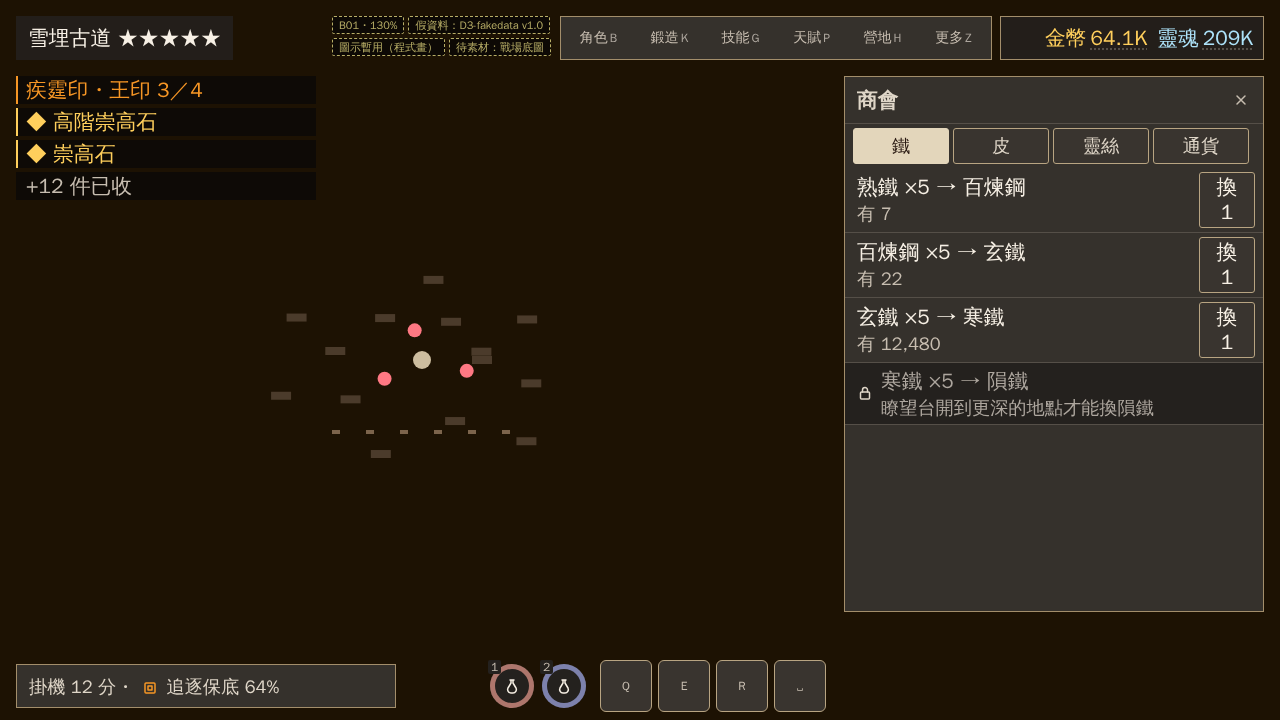 雪埋古道 ★★★★★
B01・130%
假資料：D3-fakedata v1.0
圖示暫用（程式畫）
待素材：戰場底圖
角色B 鍛造K 技能G 天賦P 營地H 更多Z
金幣 64.1K 靈魂 209K
疾霆印・王印 3／4
◆ 高階崇高石
◆ 崇高石
+12 件已收
商會 ×
鐵 皮 靈絲 通貨
熟鐵 ×5 → 百煉鋼
有 7
換
1
百煉鋼 ×5 → 玄鐵
有 22
換
1
玄鐵 ×5 → 寒鐵
有 12,480
換
1
寒鐵 ×5 → 隕鐵
瞭望台開到更深的地點才能換隕鐵
掛機 12 分・ 追逐保底 64%
1 2
Q E R ⎵